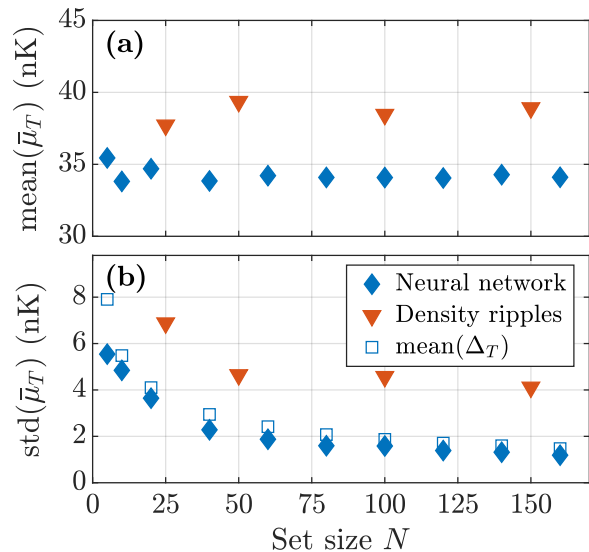 45
(a)
40
35
30
mean(μ̄_T) (nK)
(b)
8
6
4
2
0
std(μ̄_T) (nK)
Neural network
Density ripples
mean(Δ_T)
0 25 50 75 100 125 150
Set size N